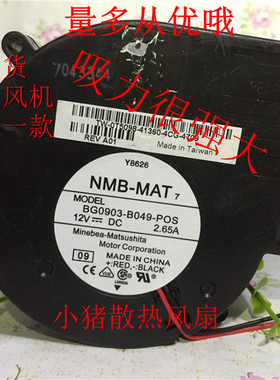 量多从优哦
货
风机
一款
吸力很强大
REV A01
Made in Taiwan
Y8626
NMB-MAT 7
MODEL
BG0903-B049-POS
12V DC 2.65A
Minebea-Matsushita
Motor Corporation
09
MADE IN CHINA
+:RED,-:BLACK
小猪散热风扇